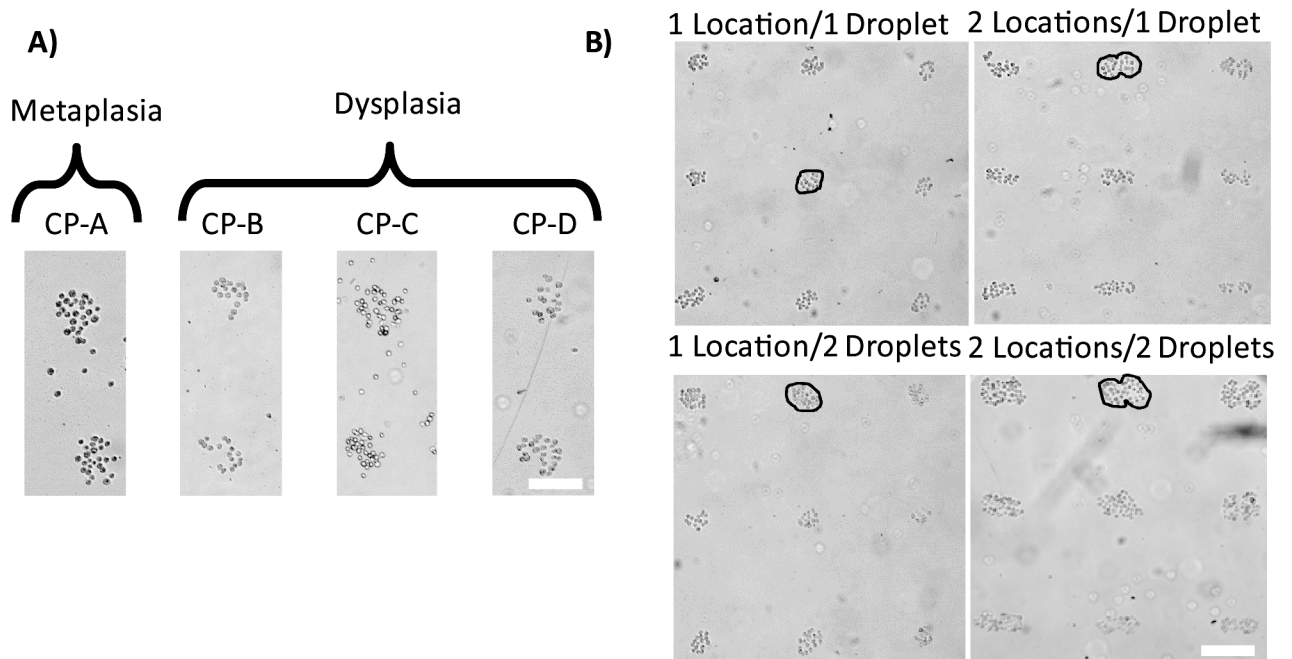 A)
Metaplasia
Dysplasia
CP-A
CP-B
CP-C
CP-D
B)
1 Location/1 Droplet
2 Locations/1 Droplet
1 Location/2 Droplets
2 Locations/2 Droplets